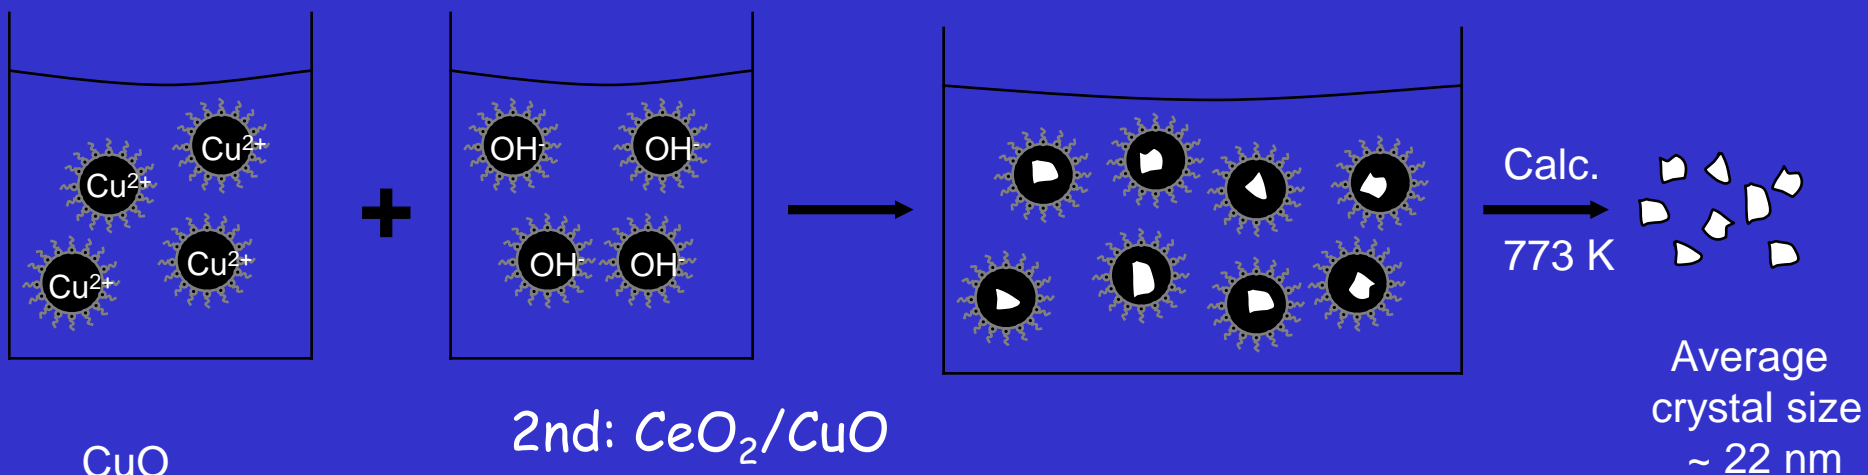 Cu²⁺
Cu²⁺
Cu²⁺
Cu²⁺
+
OH⁻
OH⁻
OH⁻
OH⁻
Calc.
773 K
Average
crystal size
~ 22 nm
2nd: CeO₂/CuO
CuO